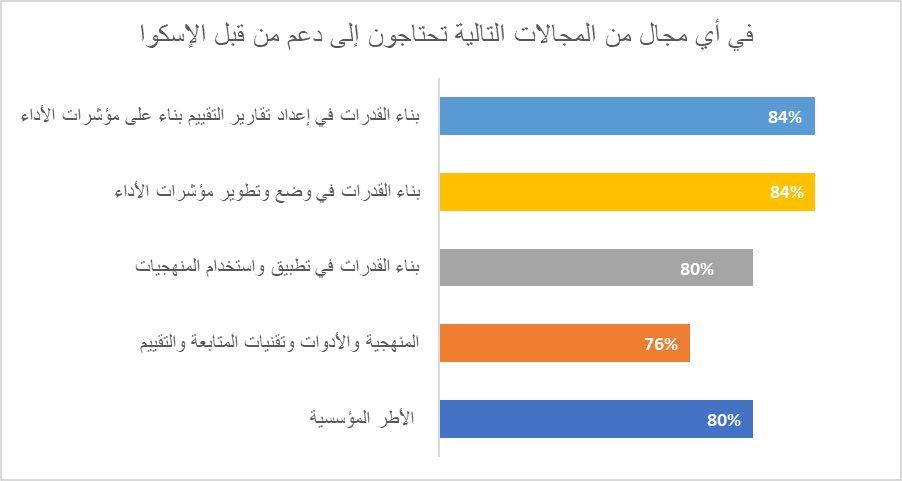 في أي مجال من المجالات التالية تحتاجون إلى دعم من قبل الإسكوا
بناء القدرات في إعداد تقارير التقييم بناء على مؤشرات الأداء
84%
بناء القدرات في وضع وتطوير مؤشرات الأداء
84%
بناء القدرات في تطبيق واستخدام المنهجيات
80%
المنهجية والأدوات وتقنيات المتابعة والتقييم
76%
الأطر المؤسسية
80%